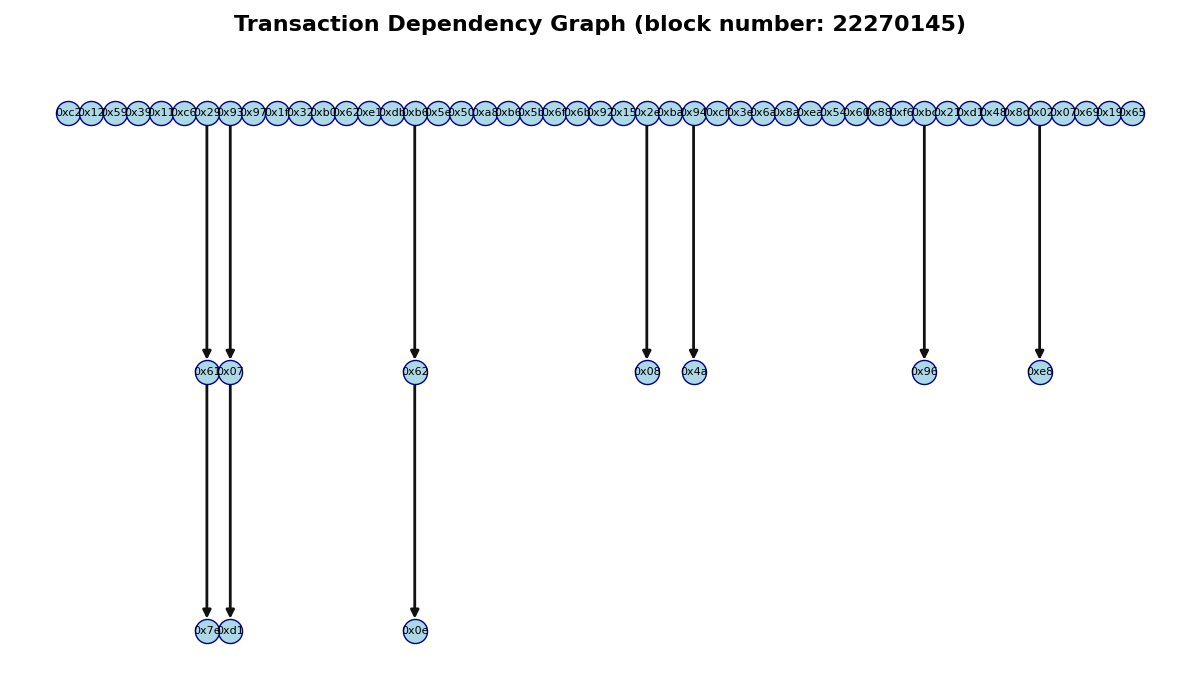 Transaction Dependency Graph (block number: 22270145)
0xc2 0x12 0x59 0x39 0x11 0xc6 0x29 0x93 0x97 0x1f 0x32 0xb0 0x62 0xe1 0xdb 0xb6 0x5e 0x50 0xa8 0xb6 0x5b 0x6f 0x6b 0x92 0x15 0x2e 0xba 0x94 0xcf 0x3e 0x6a 0x8a 0xea 0x54 0x60 0x88 0xf6 0xbc 0x21 0xd1 0x48 0x8d 0x02 0x07 0x69 0x19 0x65
0x61 0x07 0x62 0x08 0x4a 0x96 0xe8
0x7e 0xd1 0x0e